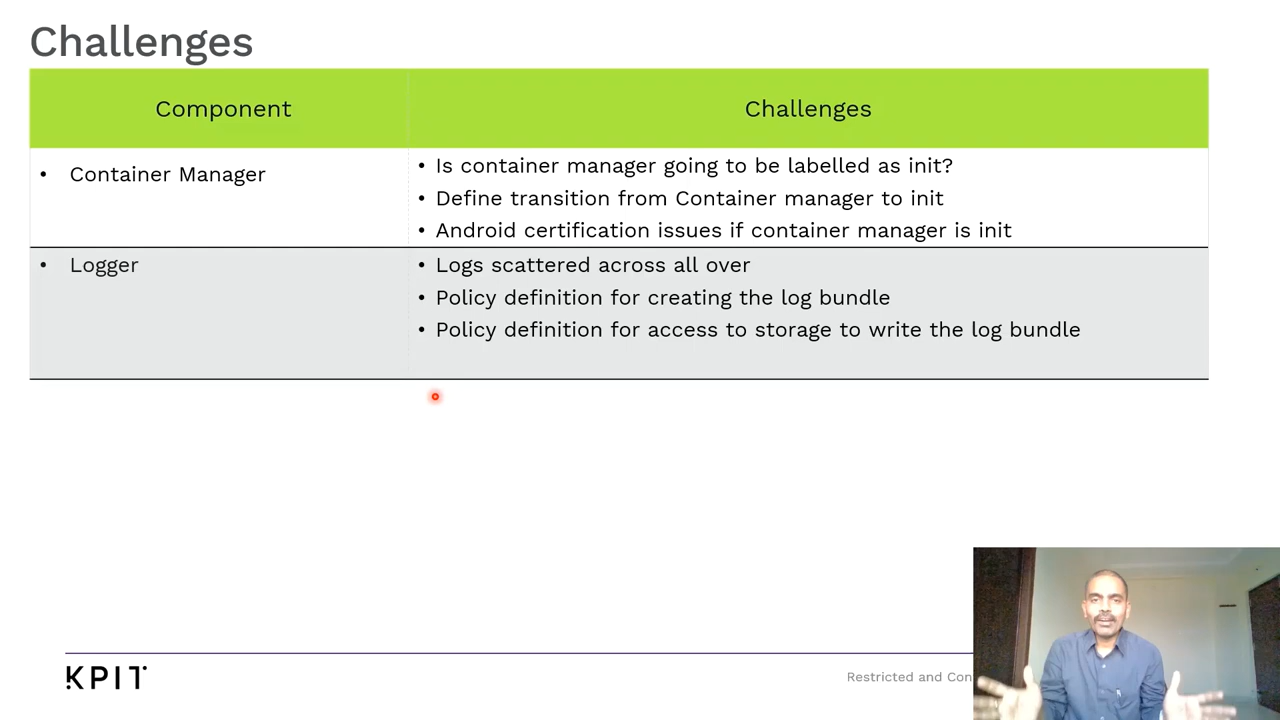 Challenges
Component
Challenges
• Container Manager
• Is container manager going to be labelled as init?
• Define transition from Container manager to init
• Android certification issues if container manager is init
• Logger
• Logs scattered across all over
• Policy definition for creating the log bundle
• Policy definition for access to storage to write the log bundle
KPIT
Restricted and Con